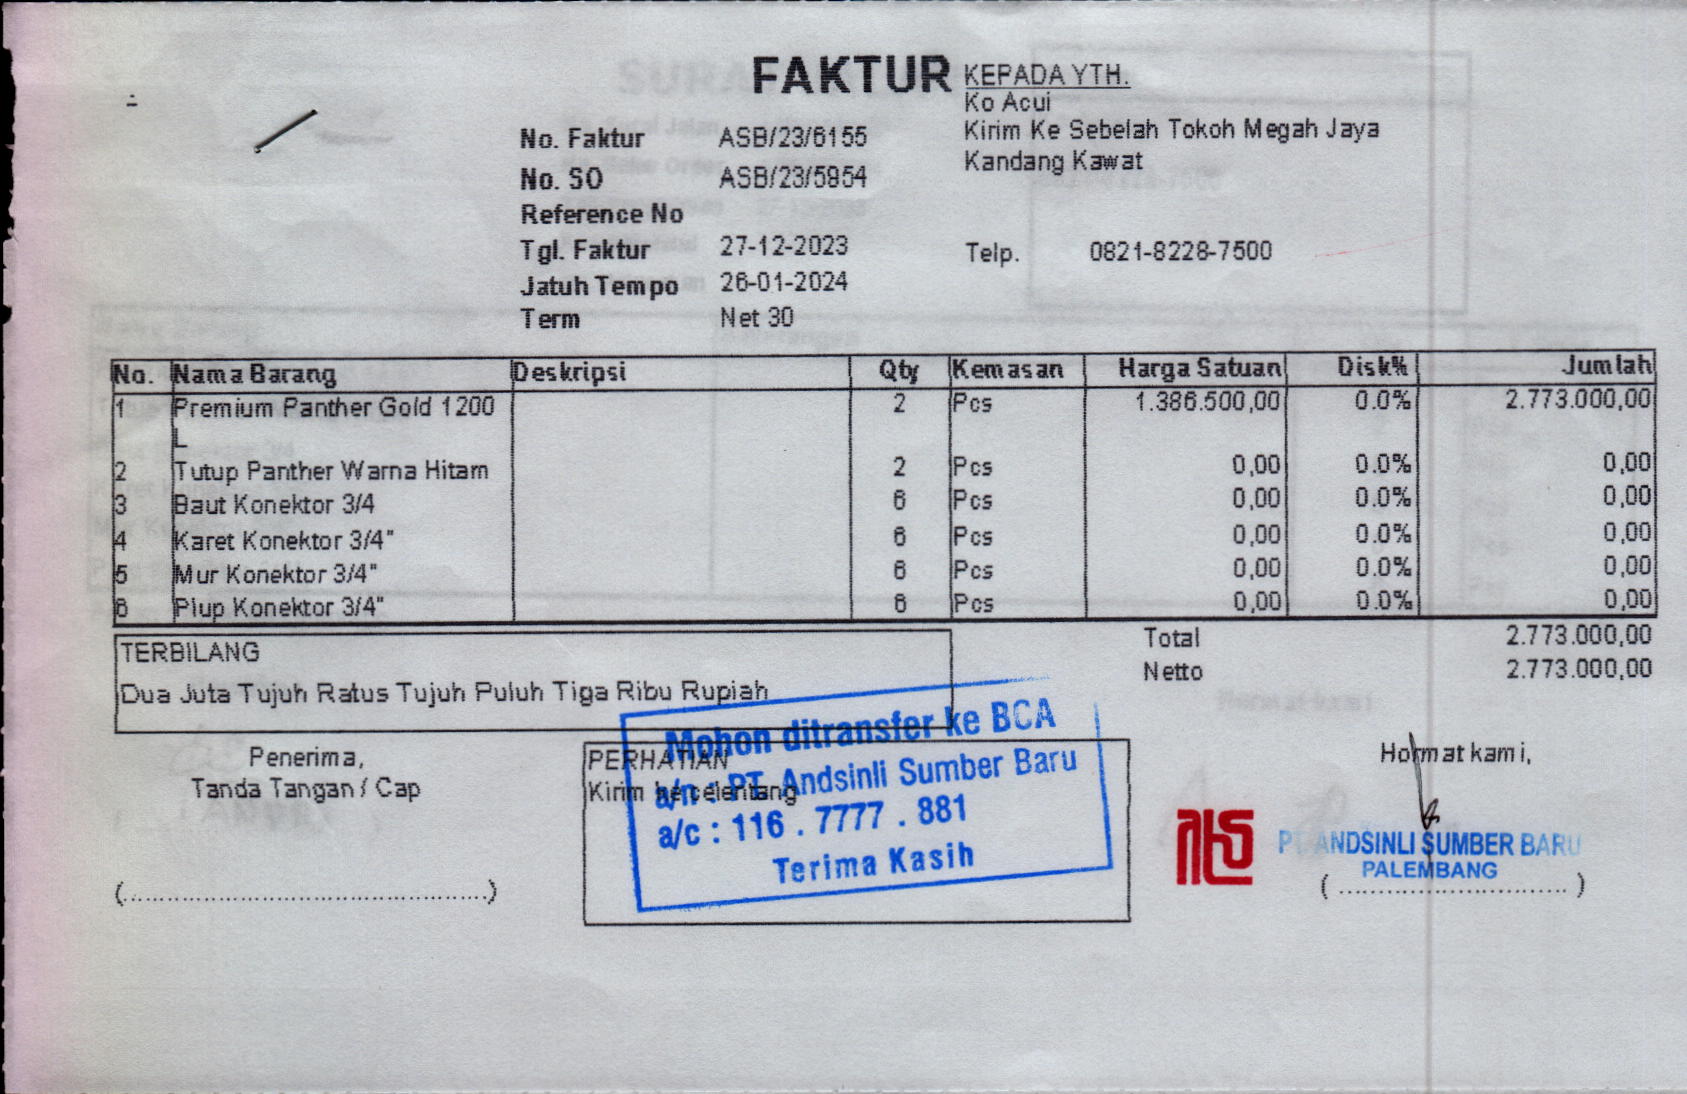 FAKTUR
KEPADA YTH.
Ko Acui
Kirim Ke Sebelah Tokoh Megah Jaya
Kandang Kawat
Telp. 0821-8228-7500
No. Faktur ASB/23/6155
No. SO ASB/23/5954
Reference No
Tgl. Faktur 27-12-2023
Jatuh Tempo 26-01-2024
Term Net 30
No. Nama Barang Deskripsi Qty Kemasan Harga Satuan Disk% Jumlah
1 Premium Panther Gold 1200 2 Pcs 1.386.500,00 0.0% 2.773.000,00
L
2 Tutup Panther Warna Hitam 2 Pcs 0,00 0.0% 0,00
3 Baut Konektor 3/4 6 Pcs 0,00 0.0% 0,00
4 Karet Konektor 3/4" 6 Pcs 0,00 0.0% 0,00
5 Mur Konektor 3/4" 6 Pcs 0,00 0.0% 0,00
6 Plup Konektor 3/4" 6 Pcs 0,00 0.0% 0,00
Total 2.773.000,00
Netto 2.773.000,00
TERBILANG
Dua Juta Tujuh Ratus Tujuh Puluh Tiga Ribu Rupiah
Penerima,
Tanda Tangan / Cap
(................................................)
PERHATIAN
Kirim ke celentang
Mohon ditransfer ke BCA
a/n : PT. Andsinli Sumber Baru
a/c : 116 . 7777 . 881
Terima Kasih
Hormat kami,
PT. ANDSINLI SUMBER BARU
PALEMBANG
(..............................)